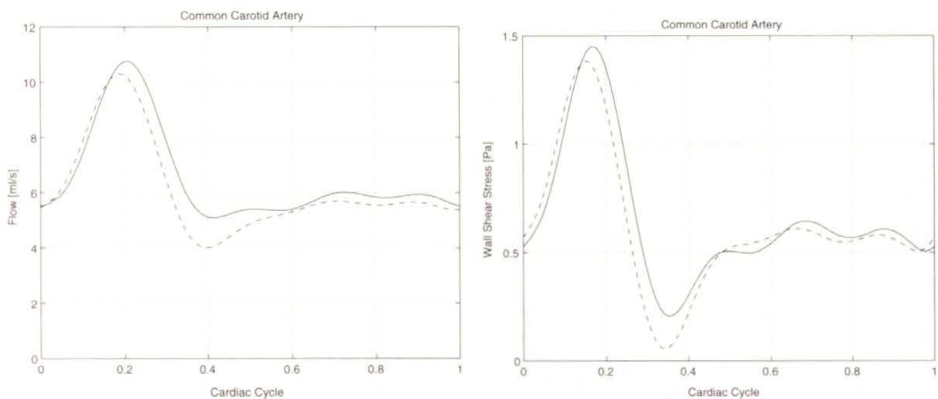 Common Carotid Artery
12
10
8
6
4
2
0
Flow [ml/s]
0 0.2 0.4 0.6 0.8 1
Cardiac Cycle
Common Carotid Artery
1.5
1
0.5
0
Wall Shear Stress [Pa]
0 0.2 0.4 0.6 0.8 1
Cardiac Cycle